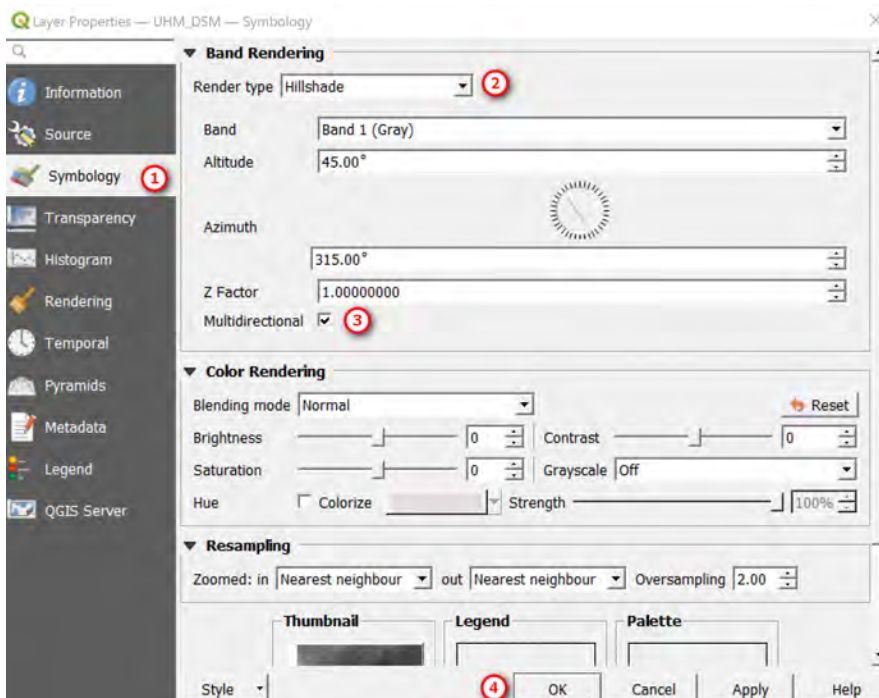 Layer Properties — UHM_DSM — Symbology
Information
Source
Symbology 1
Transparency
Histogram
Rendering
Temporal
Pyramids
Metadata
Legend
QGIS Server
Band Rendering
Render type Hillshade 2
Band Band 1 (Gray)
Altitude 45.00°
Azimuth
315.00°
Z Factor 1.00000000
Multidirectional 3
Color Rendering
Blending mode Normal Reset
Brightness 0 Contrast 0
Saturation 0 Grayscale Off
Hue Colorize Strength 100%
Resampling
Zoomed: in Nearest neighbour out Nearest neighbour Oversampling 2.00
Thumbnail Legend Palette
Style 4 OK Cancel Apply Help